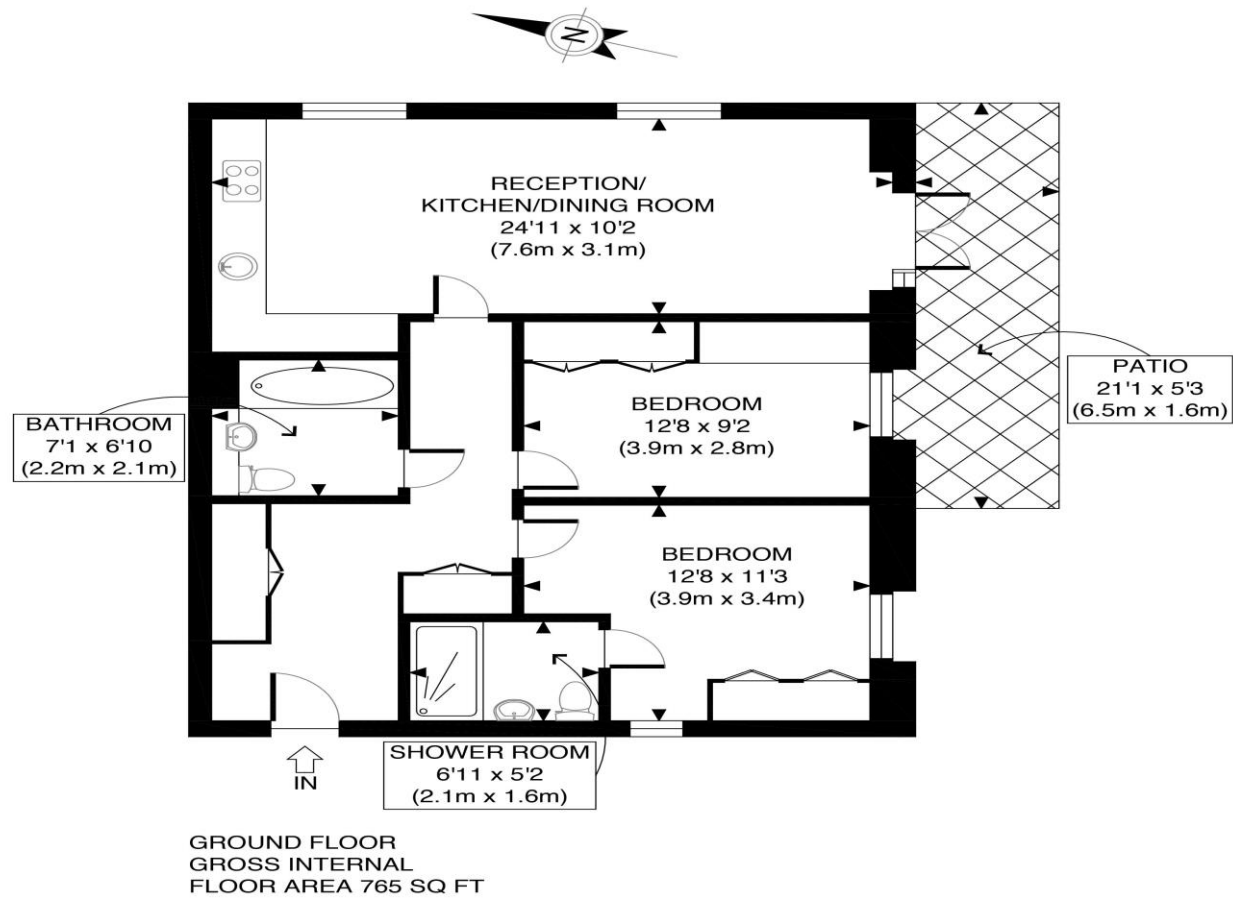 N
RECEPTION/
KITCHEN/DINING ROOM
24'11 x 10'2
(7.6m x 3.1m)
PATIO
21'1 x 5'3
(6.5m x 1.6m)
BATHROOM
7'1 x 6'10
(2.2m x 2.1m)
BEDROOM
12'8 x 9'2
(3.9m x 2.8m)
BEDROOM
12'8 x 11'3
(3.9m x 3.4m)
SHOWER ROOM
6'11 x 5'2
(2.1m x 1.6m)
IN
GROUND FLOOR
GROSS INTERNAL
FLOOR AREA 765 SQ FT